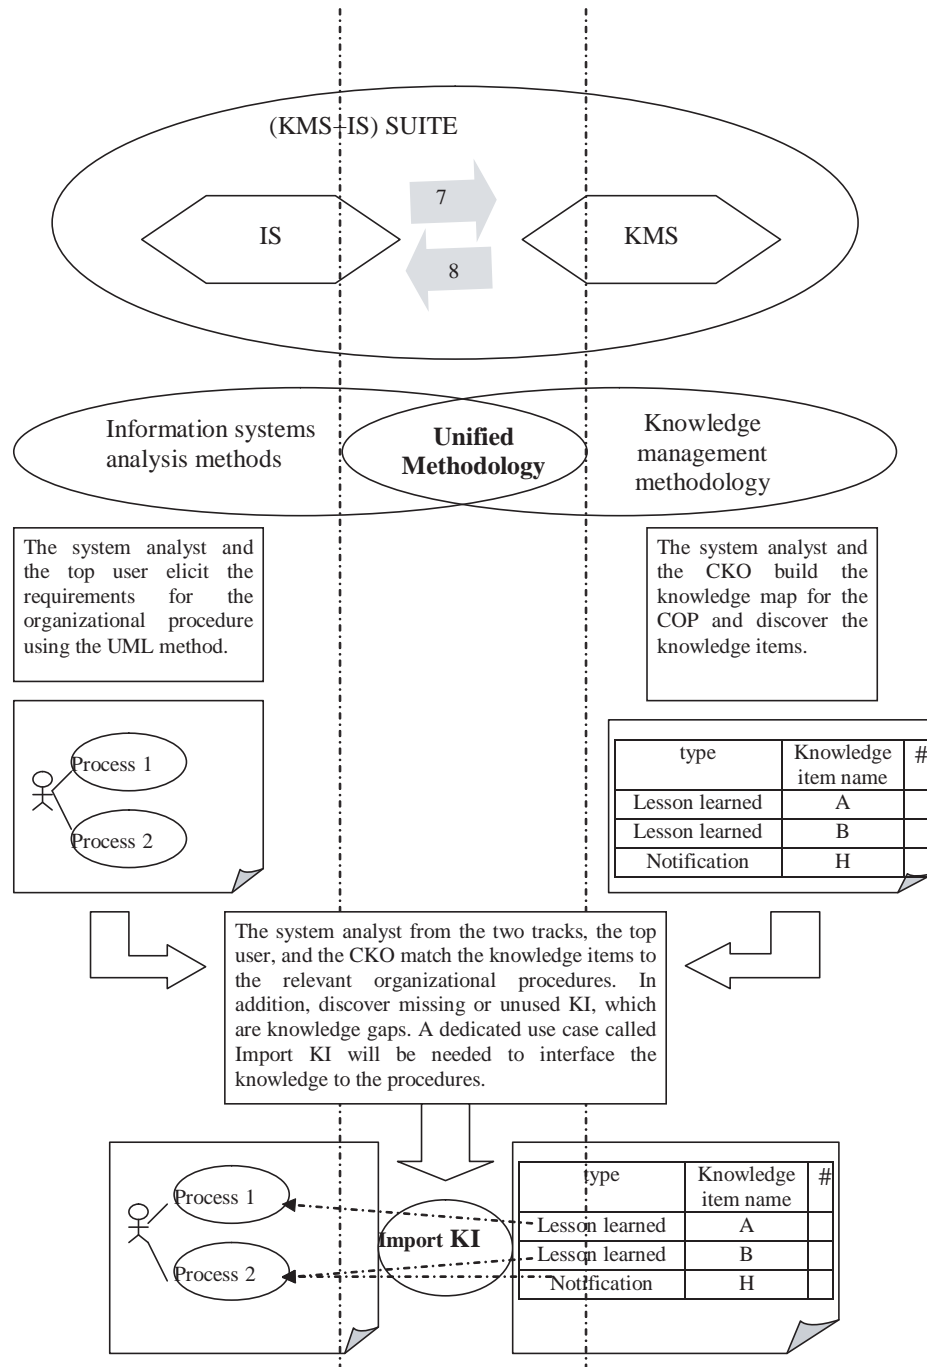 (KMS–IS) SUITE
7
IS
KMS
8
Information systems
analysis methods
Unified
Methodology
Knowledge
management
methodology
The system analyst and
the top user elicit the
requirements for the
organizational procedure
using the UML method.
The system analyst and
the CKO build the
knowledge map for the
COP and discover the
knowledge items.
Process 1
Process 2
type Knowledge item name #
Lesson learned A
Lesson learned B
Notification H
The system analyst from the two tracks, the top
user, and the CKO match the knowledge items to
the relevant organizational procedures. In
addition, discover missing or unused KI, which
are knowledge gaps. A dedicated use case called
Import KI will be needed to interface the
knowledge to the procedures.
Process 1
Process 2
Import KI
type Knowledge item name #
Lesson learned A
Lesson learned B
Notification H